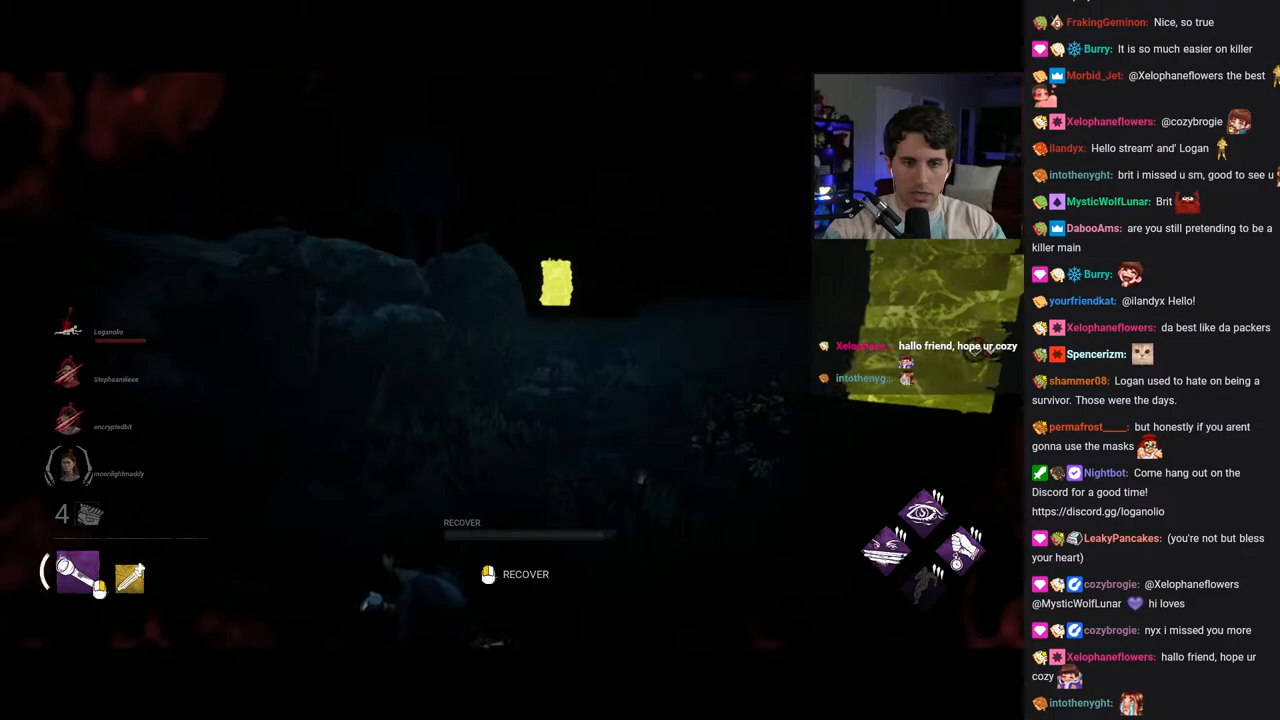 Loganolio
Stephaanilieee
encryptedbit
moonlightmaddy
4
RECOVER
RECOVER
hallo friend, hope ur cozy
intothenyg...
FrakingGeminon: Nice, so true
Burry: It is so much easier on killer
Morbid_Jet: @Xelophaneflowers the best
Xelophaneflowers: @cozybrogie
ilandyx: Hello stream' and' Logan
intothenyght: brit i missed u sm, good to see u
MysticWolfLunar: Brit
DabooAms: are you still pretending to be a
killer main
Burry:
yourfriendkat: @ilandyx Hello!
Xelophaneflowers: da best like da packers
Spencerizm:
shammer08: Logan used to hate on being a
survivor. Those were the days.
permafrost_____: but honestly if you arent
gonna use the masks
Nightbot: Come hang out on the
Discord for a good time!
https://discord.gg/loganolio
LeakyPancakes: (you're not but bless
your heart)
cozybrogie: @Xelophaneflowers
@MysticWolfLunar hi loves
cozybrogie: nyx i missed you more
Xelophaneflowers: hallo friend, hope ur
cozy
intothenyght: